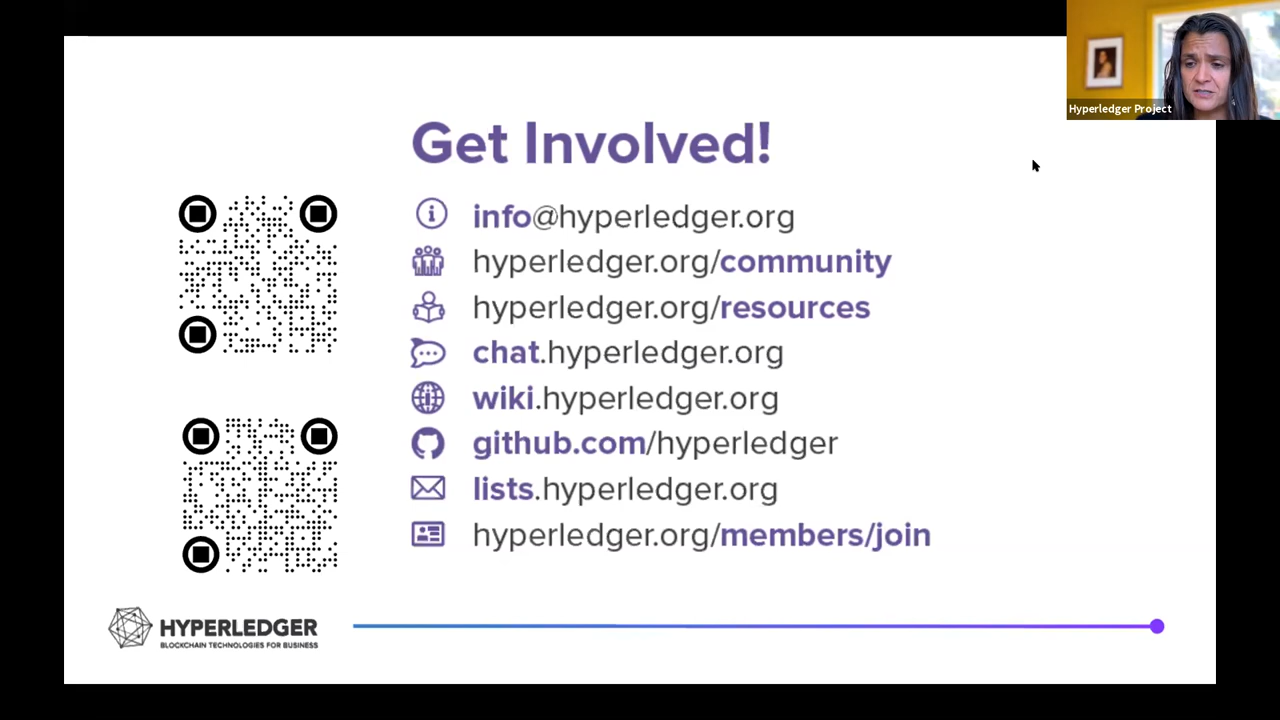 Hyperledger Project
Get Involved!
info@hyperledger.org
hyperledger.org/community
hyperledger.org/resources
chat.hyperledger.org
wiki.hyperledger.org
github.com/hyperledger
lists.hyperledger.org
hyperledger.org/members/join
HYPERLEDGER
BLOCKCHAIN TECHNOLOGIES FOR BUSINESS